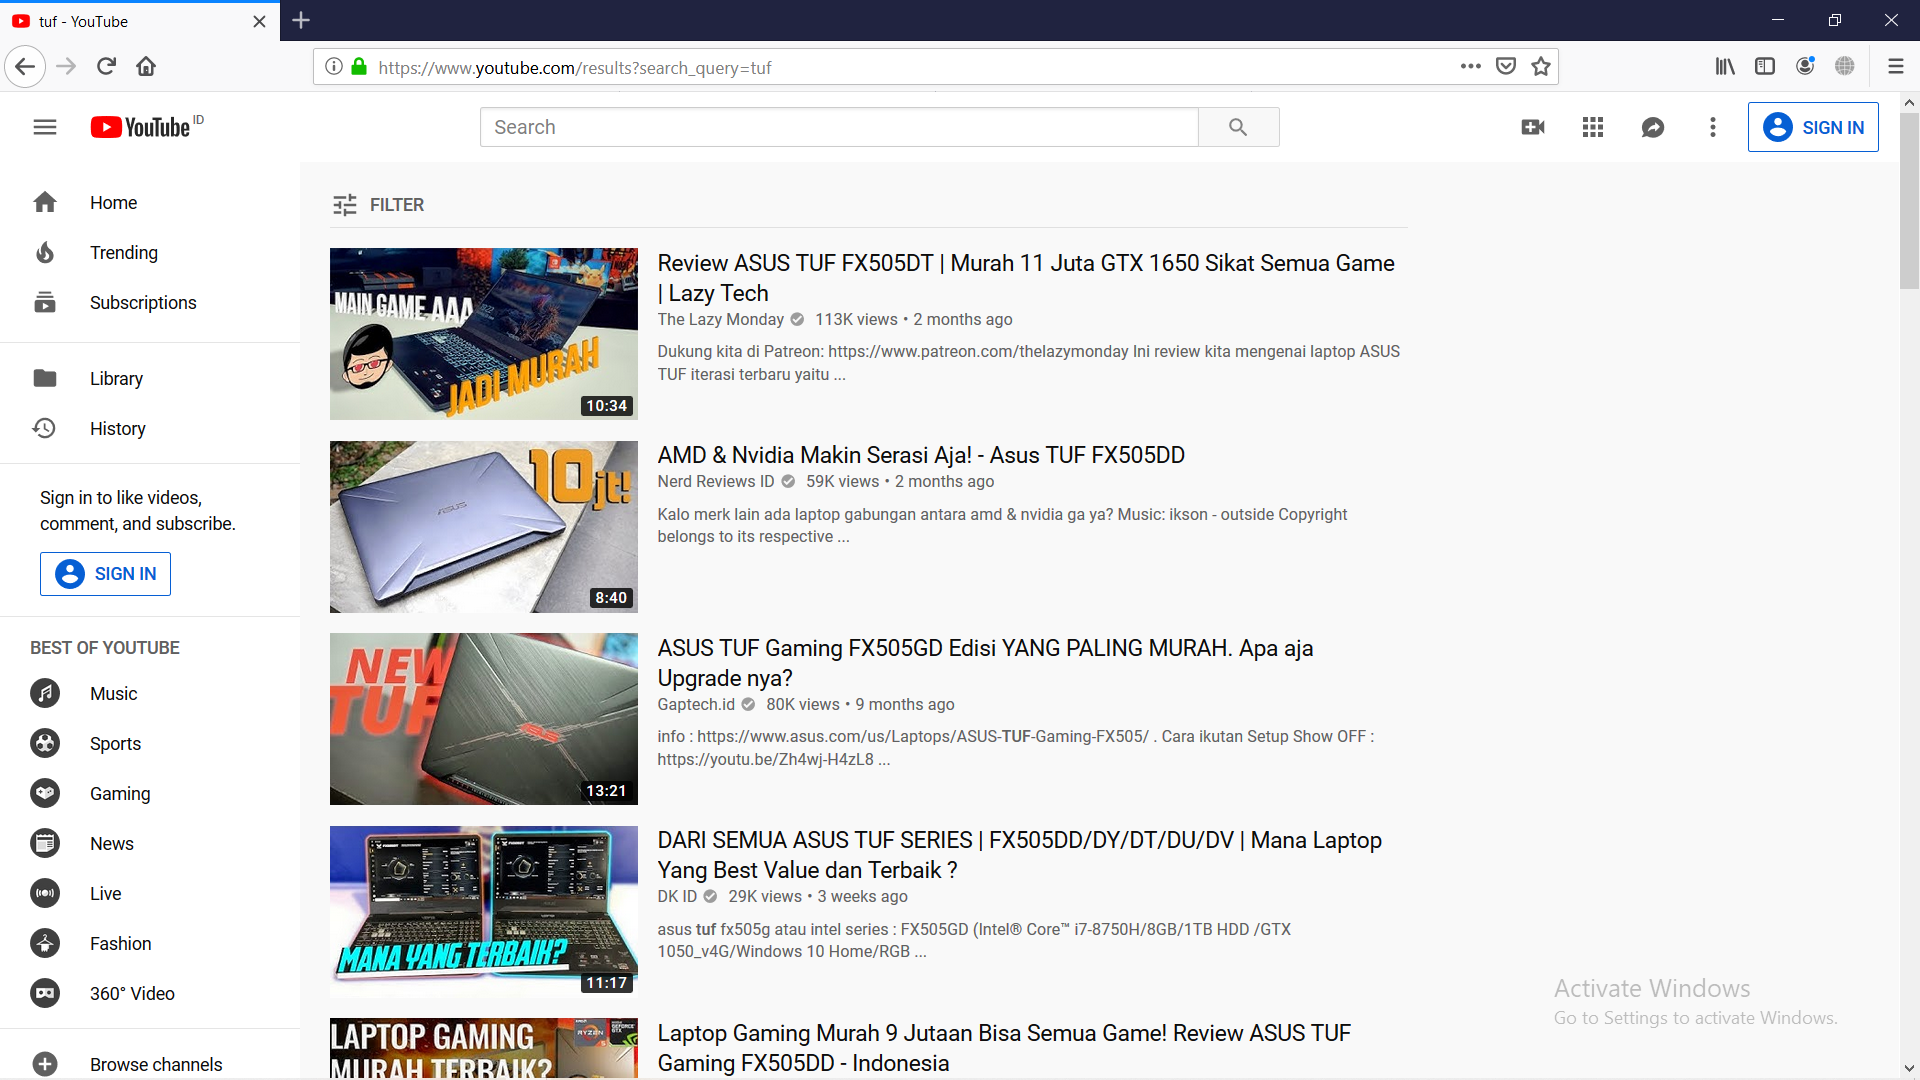 tuf - YouTube
https://www.youtube.com/results?search_query=tuf
YouTube ID
Search
SIGN IN
Home
Trending
Subscriptions
Library
History
Sign in to like videos,
comment, and subscribe.
SIGN IN
BEST OF YOUTUBE
Music
Sports
Gaming
News
Live
Fashion
360° Video
Browse channels
FILTER
MAIN GAME AAA
JADI MURAH
10:34
Review ASUS TUF FX505DT | Murah 11 Juta GTX 1650 Sikat Semua Game
| Lazy Tech
The Lazy Monday 113K views • 2 months ago
Dukung kita di Patreon: https://www.patreon.com/thelazymonday Ini review kita mengenai laptop ASUS
TUF iterasi terbaru yaitu ...
10jt!
ASUS
8:40
AMD & Nvidia Makin Serasi Aja! - Asus TUF FX505DD
Nerd Reviews ID 59K views • 2 months ago
Kalo merk lain ada laptop gabungan antara amd & nvidia ga ya? Music: ikson - outside Copyright
belongs to its respective ...
NEW
TUF
ASUS
13:21
ASUS TUF Gaming FX505GD Edisi YANG PALING MURAH. Apa aja
Upgrade nya?
Gaptech.id 80K views • 9 months ago
info : https://www.asus.com/us/Laptops/ASUS-TUF-Gaming-FX505/ . Cara ikutan Setup Show OFF :
https://youtu.be/Zh4wj-H4zL8 ...
MANA YANG TERBAIK?
11:17
DARI SEMUA ASUS TUF SERIES | FX505DD/DY/DT/DU/DV | Mana Laptop
Yang Best Value dan Terbaik ?
DK ID 29K views • 3 weeks ago
asus tuf fx505g atau intel series : FX505GD (Intel® Core™ i7-8750H/8GB/1TB HDD /GTX
1050_v4G/Windows 10 Home/RGB ...
LAPTOP GAMING
MURAH TERBAIK?
RYZEN
Laptop Gaming Murah 9 Jutaan Bisa Semua Game! Review ASUS TUF
Gaming FX505DD - Indonesia
Activate Windows
Go to Settings to activate Windows.